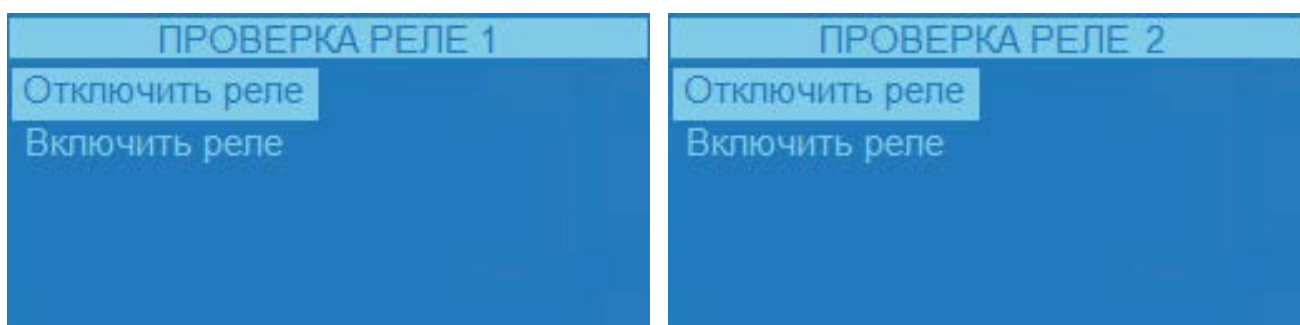 ПРОВЕРКА РЕЛЕ 1
Отключить реле
Включить реле
ПРОВЕРКА РЕЛЕ 2
Отключить реле
Включить реле